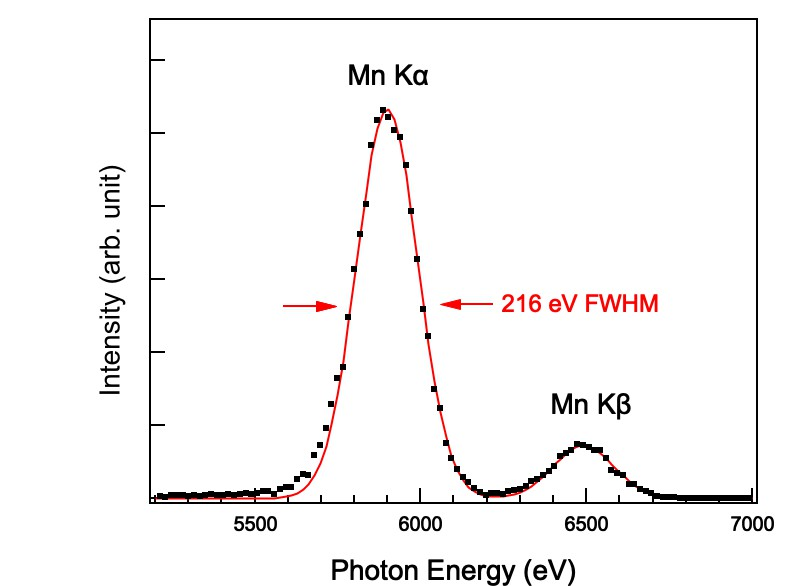 Mn Kα
Intensity (arb. unit)
216 eV FWHM
Mn Kβ
5500 6000 6500 7000
Photon Energy (eV)